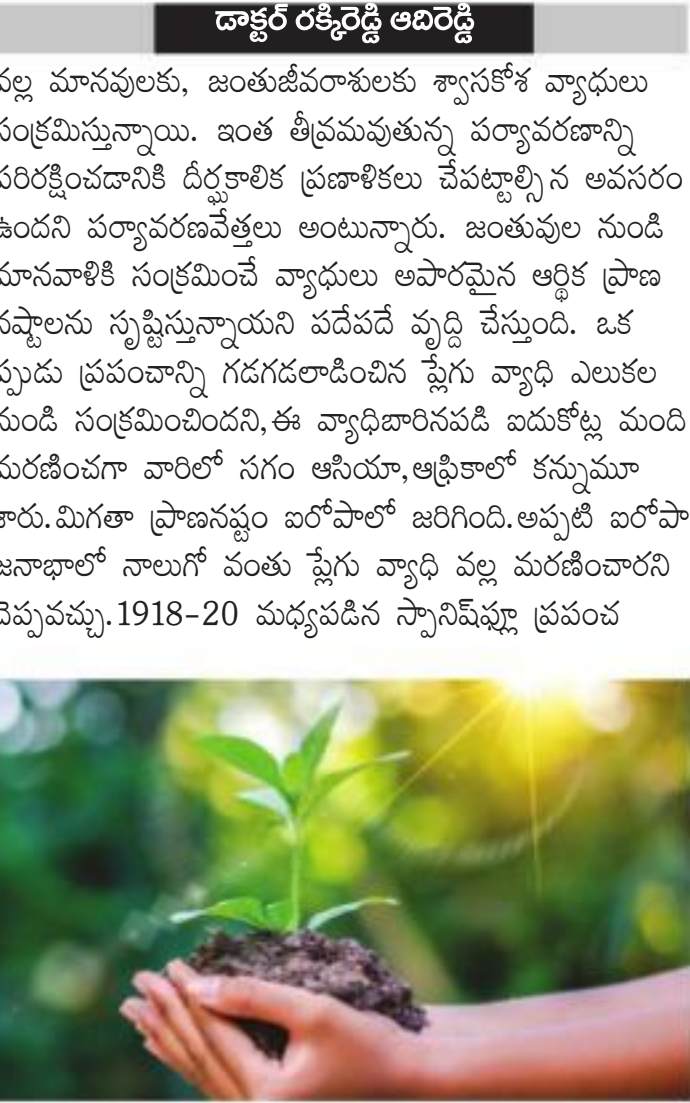 డాక్టర్ రక్కిరెడ్డి ఆదిరెడ్డి
వల్ల మానవులకు, జంతుజీవరాశులకు శ్వాసకోశ వ్యాధులు
సంక్రమిస్తున్నాయి. ఇంత తీవ్రమవుతున్న పర్యావరణాన్ని
పరిరక్షించడానికి దీర్ఘకాలిక ప్రణాళికలు చేపట్టాల్సిన అవసరం
ఉందని పర్యావరణవేత్తలు అంటున్నారు. జంతువుల నుండి
మానవాళికి సంక్రమించే వ్యాధులు అపారమైన ఆర్థిక ప్రాణ
నష్టాలను సృష్టిస్తున్నాయని పదేపదే వృద్ధి చేస్తుంది. ఒక
ప్పుడు ప్రపంచాన్ని గడగడలాడించిన ప్లేగు వ్యాధి ఎలుకల
నుండి సంక్రమించిందని,ఈ వ్యాధిబారినపడి ఐదుకోట్ల మంది
మరణించగా వారిలో సగం ఆసియా,ఆఫ్రికాలో కన్నుమూ
శారు.మిగతా ప్రాణనష్టం ఐరోపాలో జరిగింది.అప్పటి ఐరోపా
జనాభాలో నాలుగో వంతు ప్లేగు వ్యాధి వల్ల మరణించారని
చెప్పవచ్చు.1918-20 మధ్యపడిన స్పానిష్‌ఫ్లూ ప్రపంచ